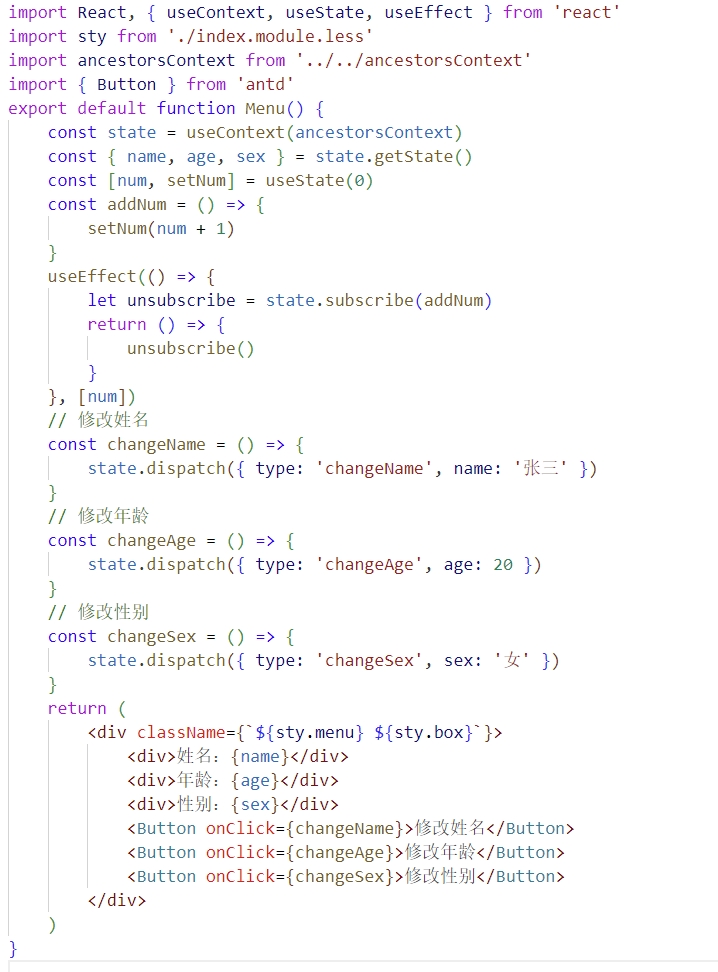 import React, { useContext, useState, useEffect } from 'react'
import sty from './index.module.less'
import ancestorsContext from '../../ancestorsContext'
import { Button } from 'antd'
export default function Menu() {
    const state = useContext(ancestorsContext)
    const { name, age, sex } = state.getState()
    const [num, setNum] = useState(0)
    const addNum = () => {
        setNum(num + 1)
    }
    useEffect(() => {
        let unsubscribe = state.subscribe(addNum)
        return () => {
            unsubscribe()
        }
    }, [num])
    // 修改姓名
    const changeName = () => {
        state.dispatch({ type: 'changeName', name: '张三' })
    }
    // 修改年龄
    const changeAge = () => {
        state.dispatch({ type: 'changeAge', age: 20 })
    }
    // 修改性别
    const changeSex = () => {
        state.dispatch({ type: 'changeSex', sex: '女' })
    }
    return (
        <div className={`${sty.menu} ${sty.box}`}>
            <div>姓名：{name}</div>
            <div>年龄：{age}</div>
            <div>性别：{sex}</div>
            <Button onClick={changeName}>修改姓名</Button>
            <Button onClick={changeAge}>修改年龄</Button>
            <Button onClick={changeSex}>修改性别</Button>
        </div>
    )
}